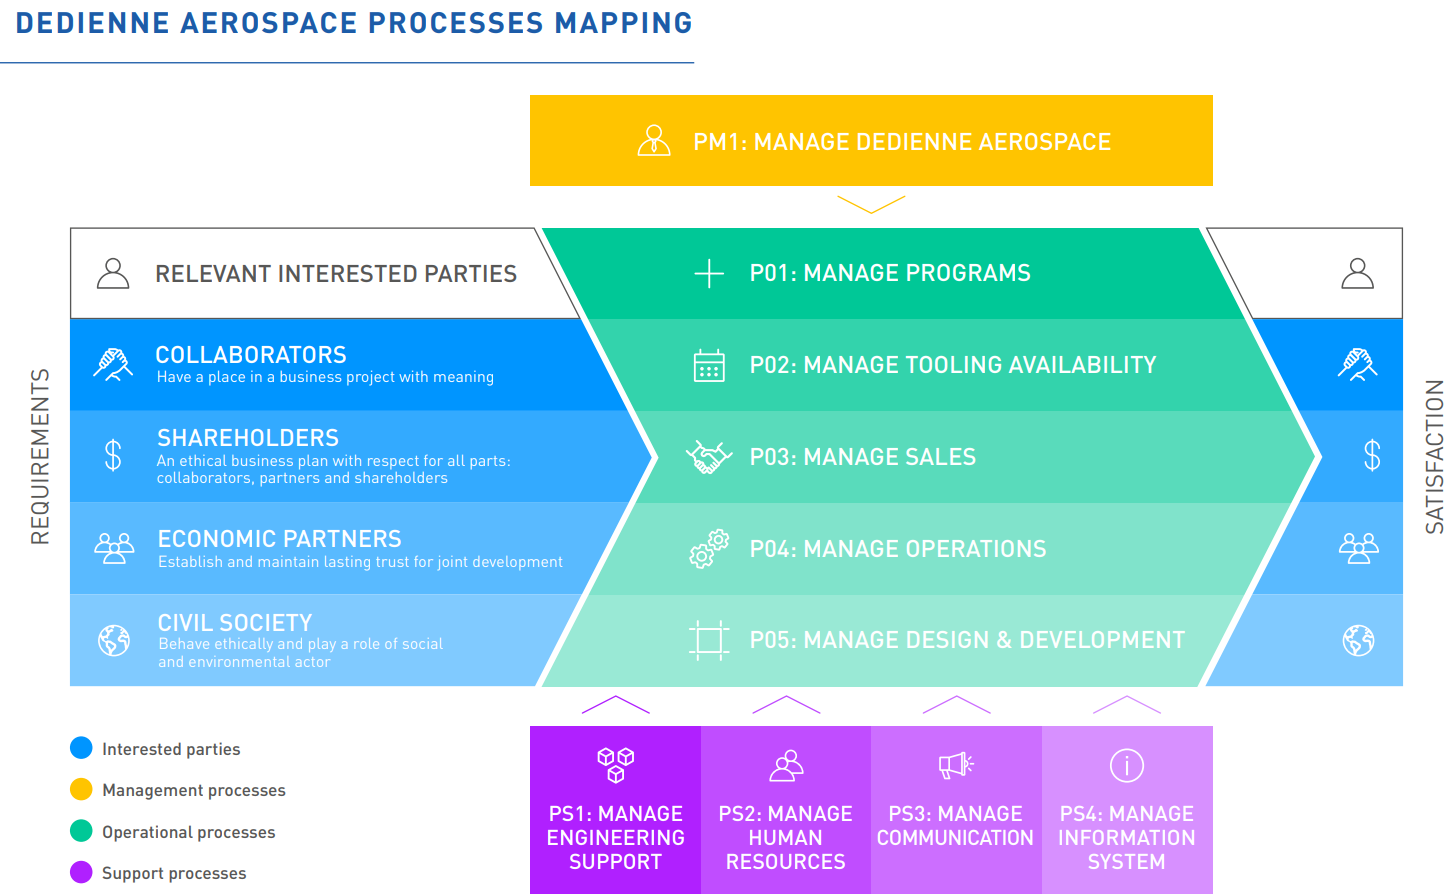 DEDIENNE AEROSPACE PROCESSES MAPPING
PM1: MANAGE DEDIENNE AEROSPACE
REQUIREMENTS
RELEVANT INTERESTED PARTIES
COLLABORATORS
Have a place in a business project with meaning
SHAREHOLDERS
An ethical business plan with respect for all parts:
collaborators, partners and shareholders
ECONOMIC PARTNERS
Establish and maintain lasting trust for joint development
CIVIL SOCIETY
Behave ethically and play a role of social
and environmental actor
P01: MANAGE PROGRAMS
P02: MANAGE TOOLING AVAILABILITY
P03: MANAGE SALES
P04: MANAGE OPERATIONS
P05: MANAGE DESIGN & DEVELOPMENT
SATISFACTION
Interested parties
Management processes
Operational processes
Support processes
PS1: MANAGE
ENGINEERING
SUPPORT
PS2: MANAGE
HUMAN
RESOURCES
PS3: MANAGE
COMMUNICATION
PS4: MANAGE
INFORMATION
SYSTEM